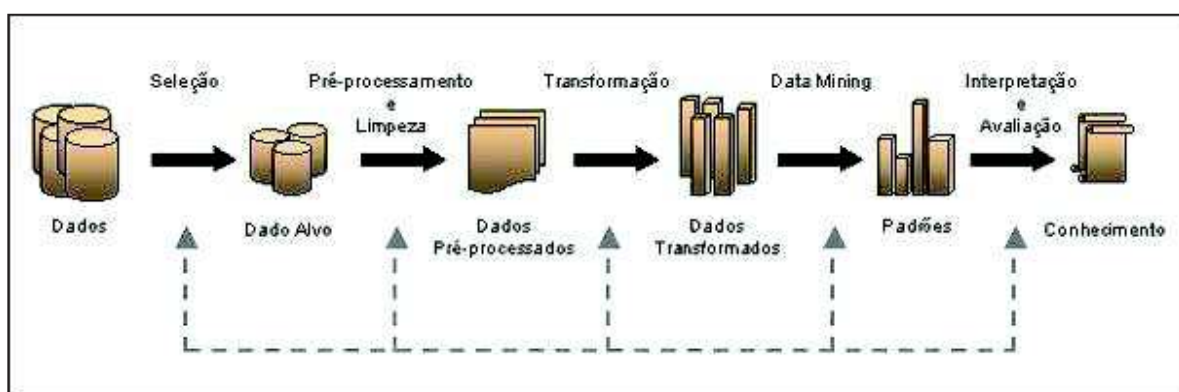 Seleção
Pré-processamento
e
Limpeza
Transformação
Data Mining
Interpretação
e
Avaliação
Dados
Dado Alvo
Dados
Pré-processados
Dados
Transformados
Padrões
Conhecimento